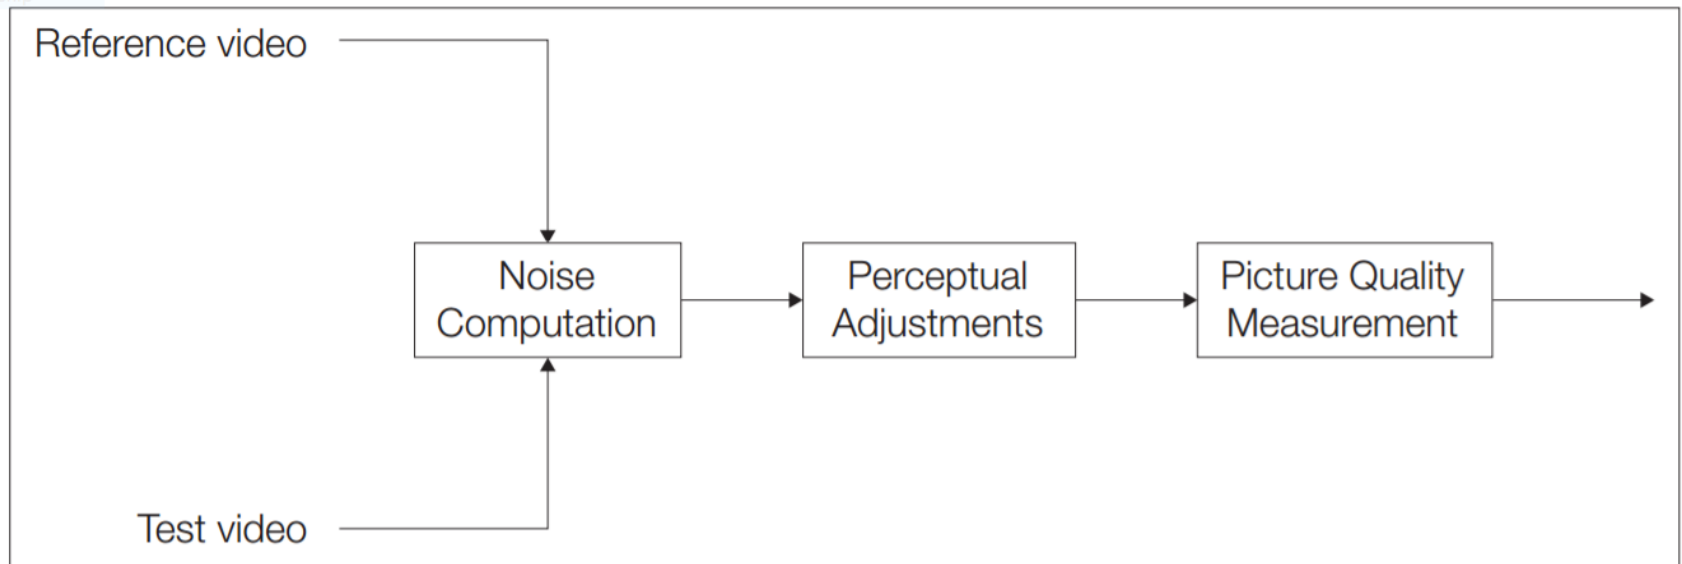 Reference video
Noise
Computation
Perceptual
Adjustments
Picture Quality
Measurement
Test video